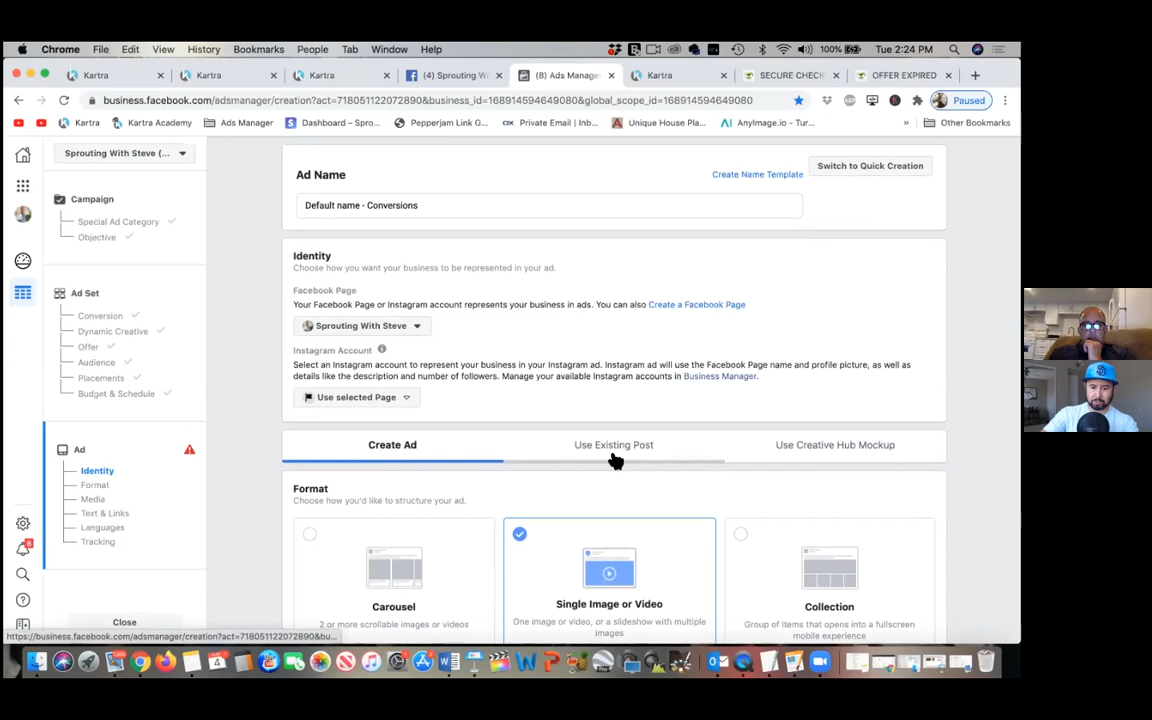 Chrome File Edit View History Bookmarks People Tab Window Help 100% Tue 2:24 PM
Kartra Kartra Kartra (4) Sprouting Wi (8) Ads Manage Kartra SECURE CHECK OFFER EXPIRED
business.facebook.com/adsmanager/creation?act=718051122072890&business_id=168914594649080&global_scope_id=168914594649080 Paused
Kartra Kartra Academy Ads Manager Dashboard – Spro... Pepperjam Link G... Private Email | Inb... Unique House Pla... AnyImage.io - Tur... » Other Bookmarks
Sprouting With Steve (...
Campaign
Special Ad Category
Objective
Ad Set
Conversion
Dynamic Creative
Offer
Audience
Placements
Budget & Schedule
Ad
Identity
Format
Media
Text & Links
Languages
Tracking
Close
Ad Name
Create Name Template
Switch to Quick Creation
Default name - Conversions
Identity
Choose how you want your business to be represented in your ad.
Facebook Page
Your Facebook Page or Instagram account represents your business in ads. You can also Create a Facebook Page
Sprouting With Steve
Instagram Account
Select an Instagram account to represent your business in your Instagram ad. Instagram ad will use the Facebook Page name and profile picture, as well as
details like the description and number of followers. Manage your available Instagram accounts in Business Manager.
Use selected Page
Create Ad Use Existing Post Use Creative Hub Mockup
Format
Choose how you'd like to structure your ad.
Carousel
2 or more scrollable images or videos
Single Image or Video
One image or video, or a slideshow with multiple
images
Collection
Group of items that opens into a fullscreen
mobile experience
https://business.facebook.com/adsmanager/creation?act=718051122072890&bu...